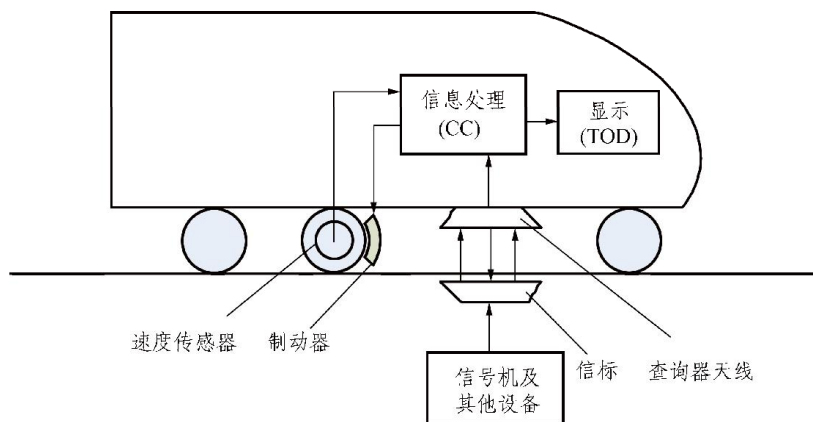 信息处理
(CC)
显示
(TOD)
速度传感器
制动器
信标
查询器天线
信号机及
其他设备